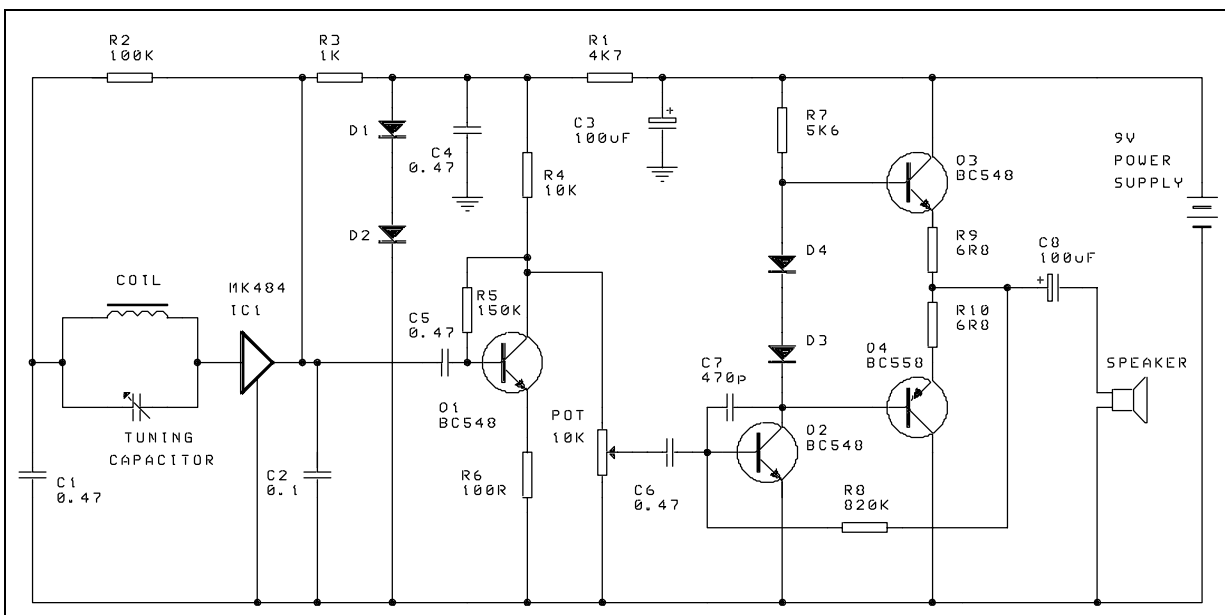 R2
100K
R3
1K
R1
4K7
D1
C4
0.47
C3
+
100uF
R7
5K6
Q3
BC548
9V
POWER
SUPPLY
R4
10K
D2
R9
6R8
C8
100uF
+
D4
COIL
MK484
IC1
R5
150K
C5
0.47
R10
6R8
D3
Q4
BC558
C7
470p
SPEAKER
TUNING
CAPACITOR
Q1
BC548
POT
10K
Q2
BC548
C1
0.47
C2
0.1
R6
100R
C6
0.47
R8
820K